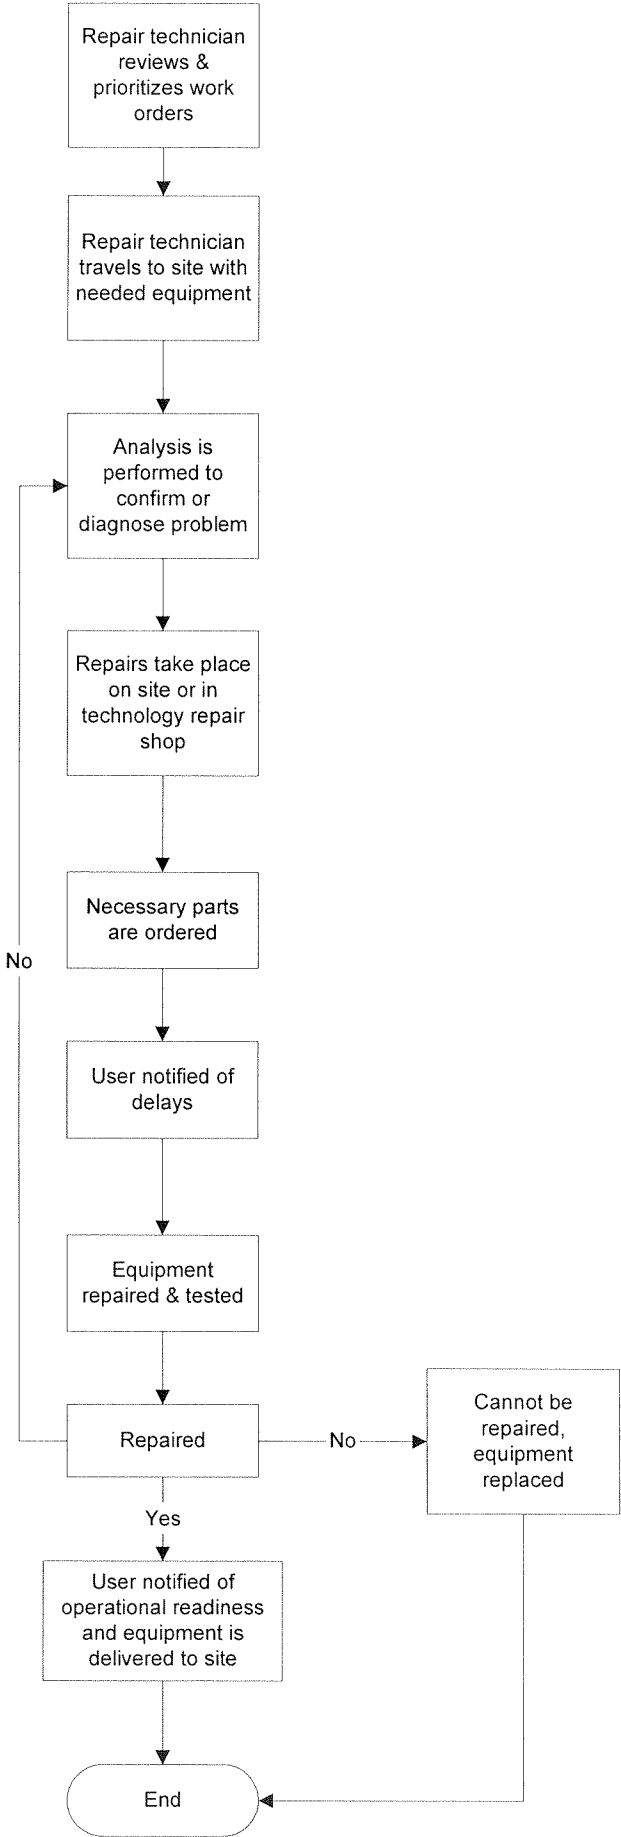 Repair technician
reviews &
prioritizes work
orders
Repair technician
travels to site with
needed equipment
Analysis is
performed to
confirm or
diagnose problem
Repairs take place
on site or in
technology repair
shop
Necessary parts
are ordered
No
User notified of
delays
Equipment
repaired & tested
Repaired
No
Cannot be
repaired,
equipment
replaced
Yes
User notified of
operational readiness
and equipment is
delivered to site
End